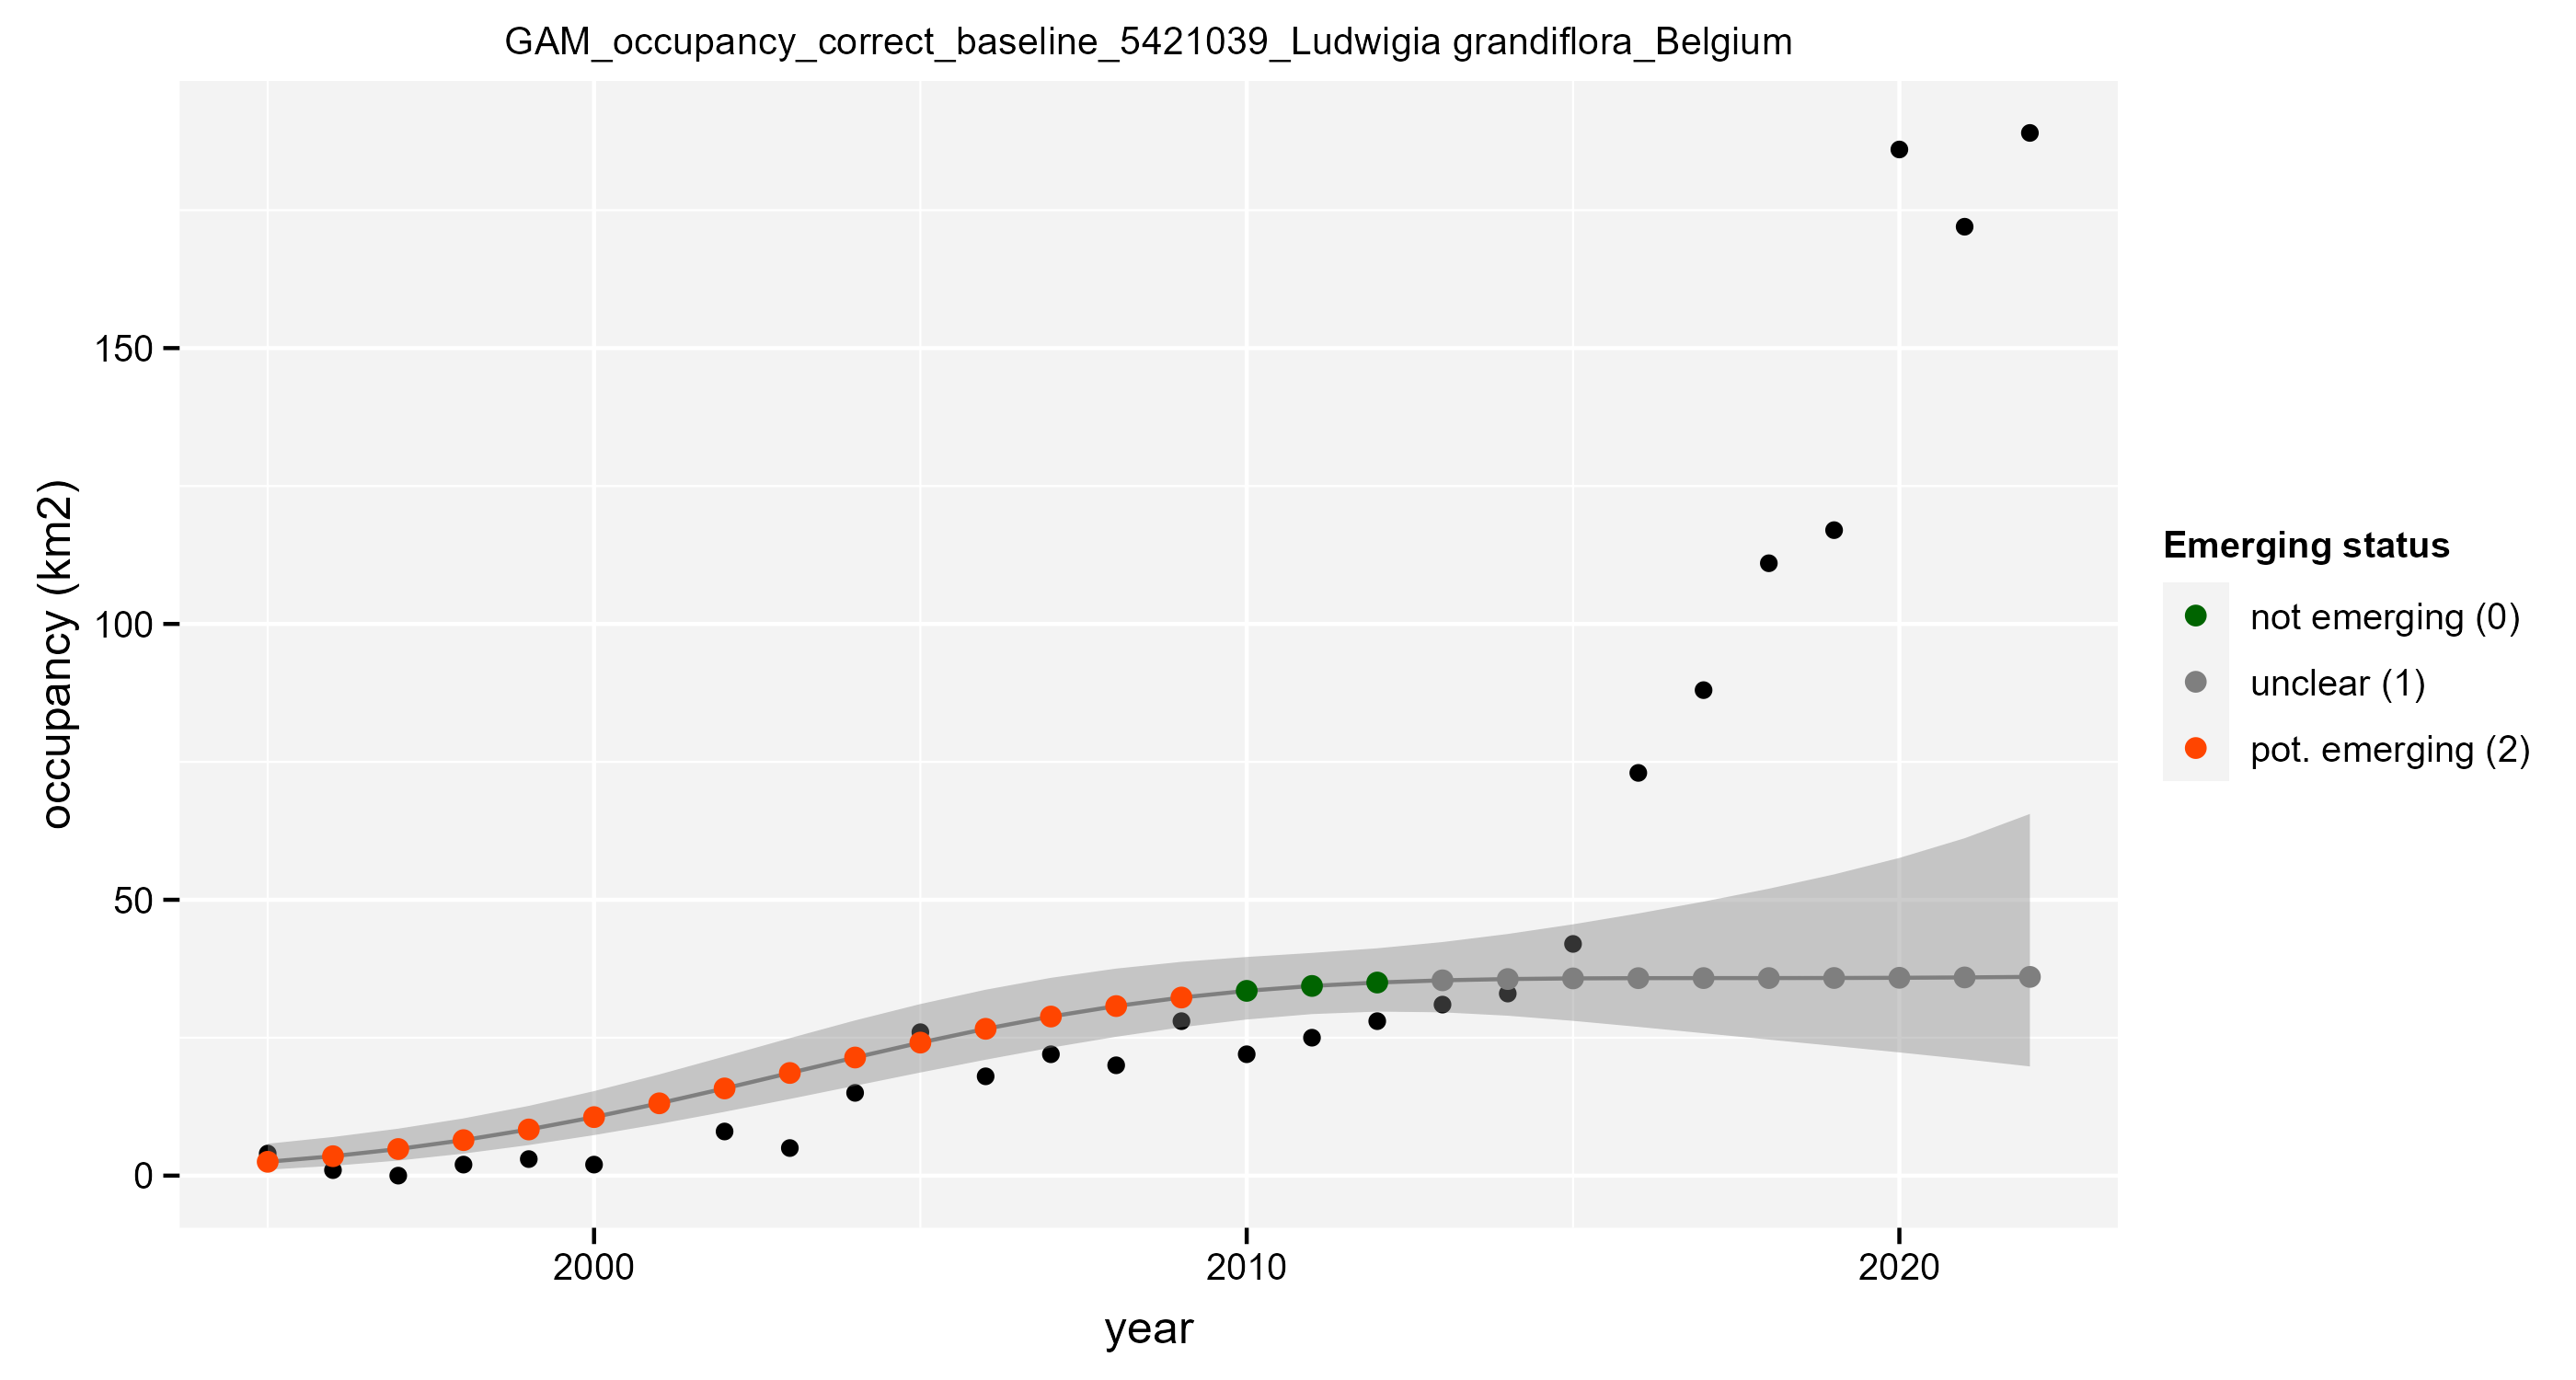 GAM_occupancy_correct_baseline_5421039_Ludwigia grandiflora_Belgium
occupancy (km2)
150
100
50
0
2000
2010
2020
year
Emerging status
not emerging (0)
unclear (1)
pot. emerging (2)